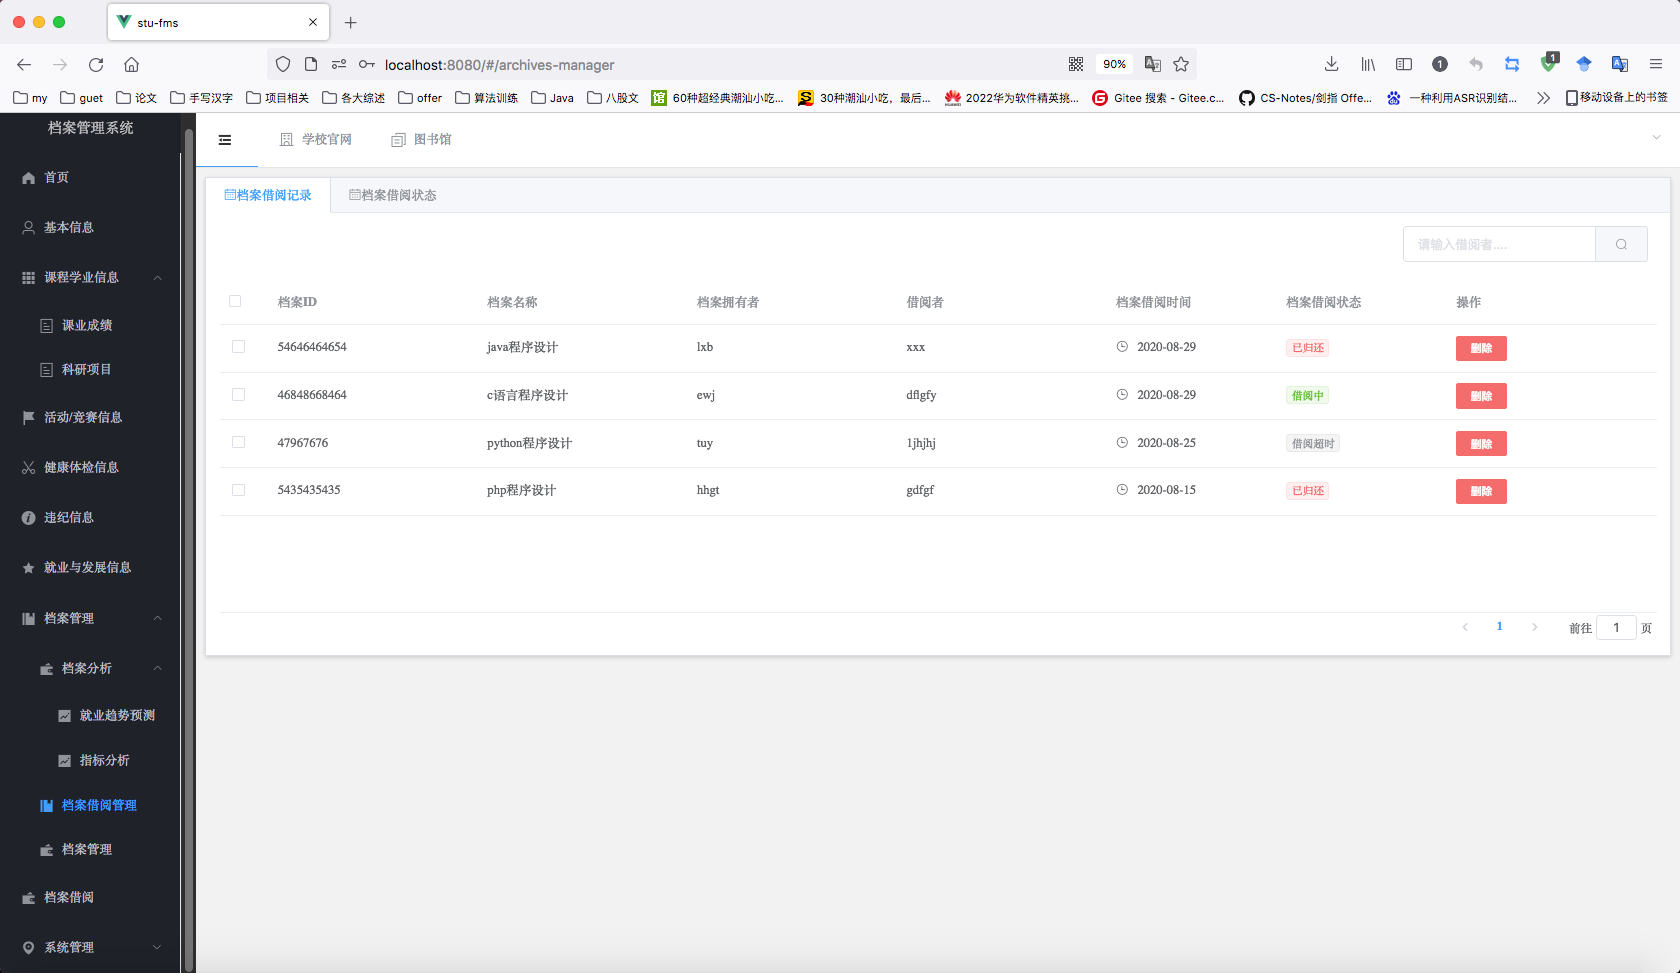 stu-fms
localhost:8080/#/archives-manager
90%
1
1
my
guet
论文
手写汉字
项目相关
各大综述
offer
算法训练
Java
八股文
馆 60种超经典潮汕小吃...
S 30种潮汕小吃，最后...
2022华为软件精英挑...
G Gitee 搜索 - Gitee.c...
CS-Notes/剑指 Offe...
一种利用ASR识别结...
移动设备上的书签
档案管理系统
首页
基本信息
课程学业信息
课业成绩
科研项目
活动/竞赛信息
健康体检信息
违纪信息
就业与发展信息
档案管理
档案分析
就业趋势预测
指标分析
档案借阅管理
档案管理
档案借阅
系统管理
学校官网
图书馆
档案借阅记录
档案借阅状态
请输入借阅者....
档案ID 档案名称 档案拥有者 借阅者 档案借阅时间 档案借阅状态 操作
54646464654 java程序设计 lxb xxx 2020-08-29 已归还 删除
46848668464 c语言程序设计 ewj dflgfy 2020-08-29 借阅中 删除
47967676 python程序设计 tuy 1jhjhj 2020-08-25 借阅超时 删除
5435435435 php程序设计 hhgt gdfgf 2020-08-15 已归还 删除
1 前往 1 页